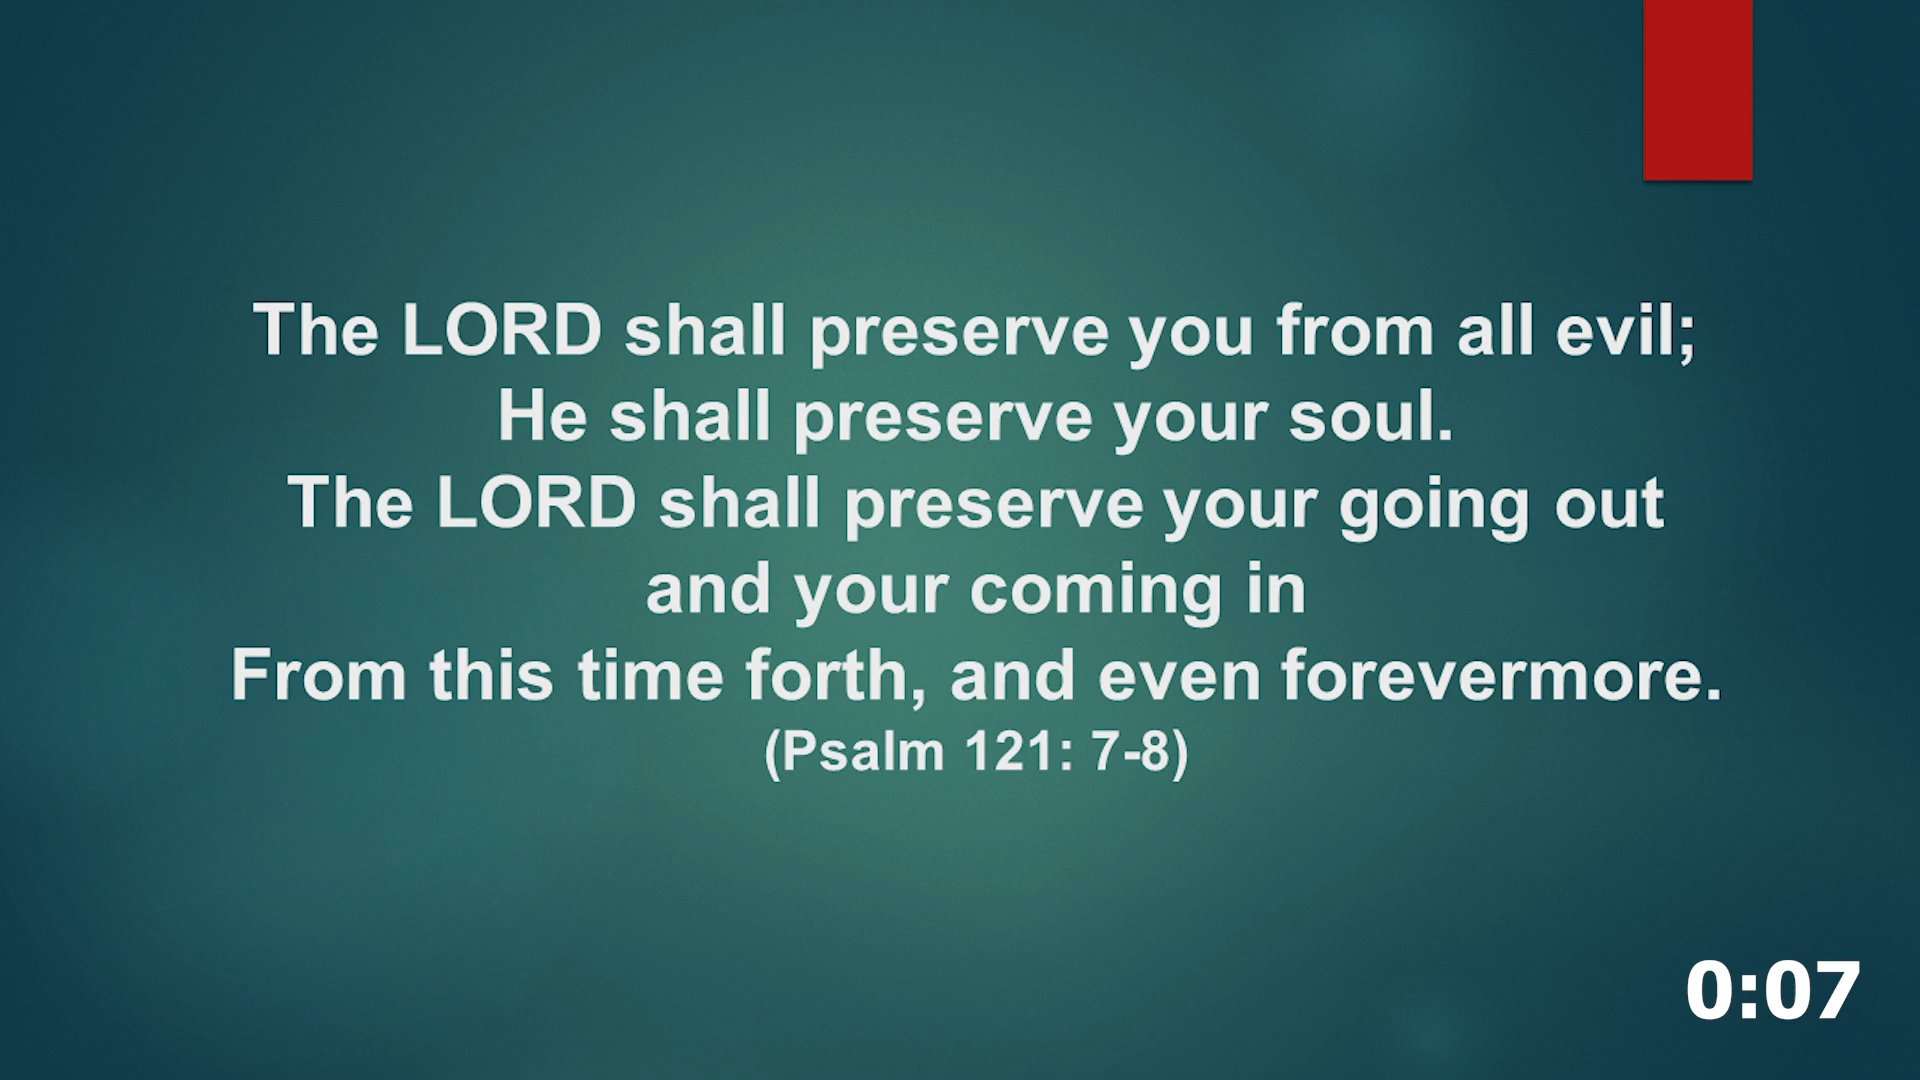 The LORD shall preserve you from all evil;
He shall preserve your soul.
The LORD shall preserve your going out
and your coming in
From this time forth, and even forevermore.
(Psalm 121: 7-8)
0:07